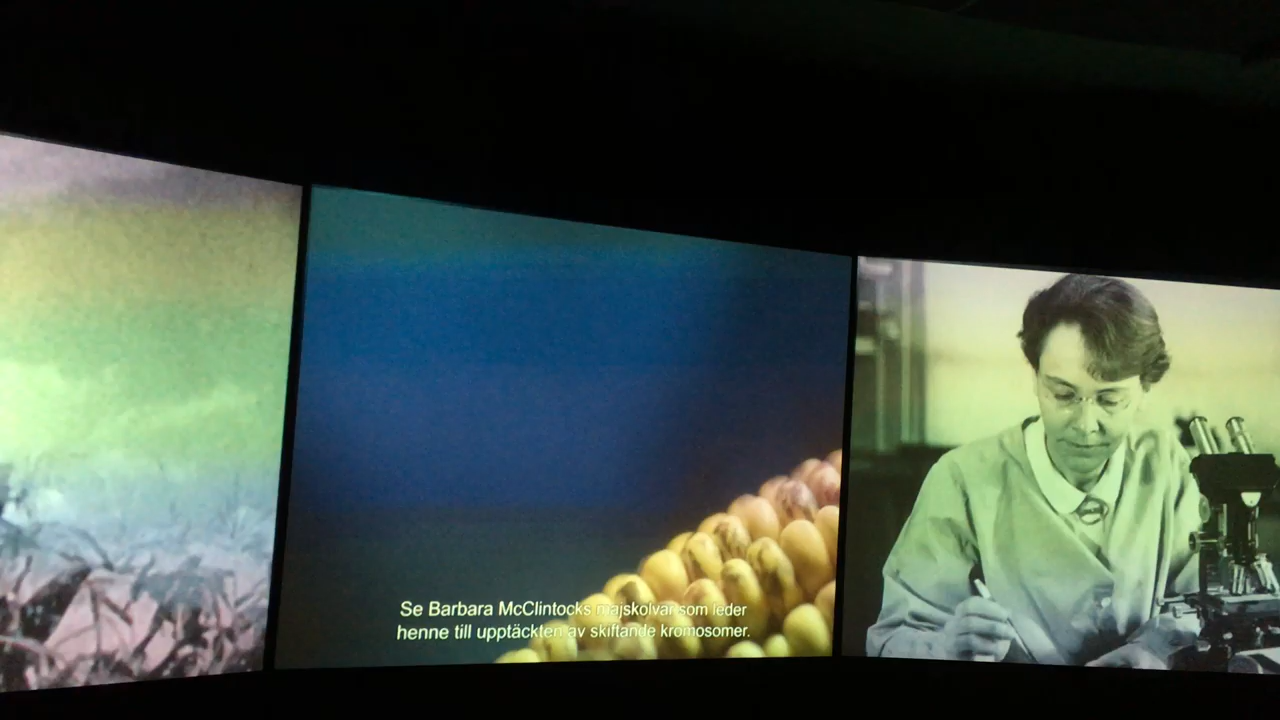 Se Barbara McClintocks majskolvar som leder
henne till upptäckten av skiftande kromosomer.